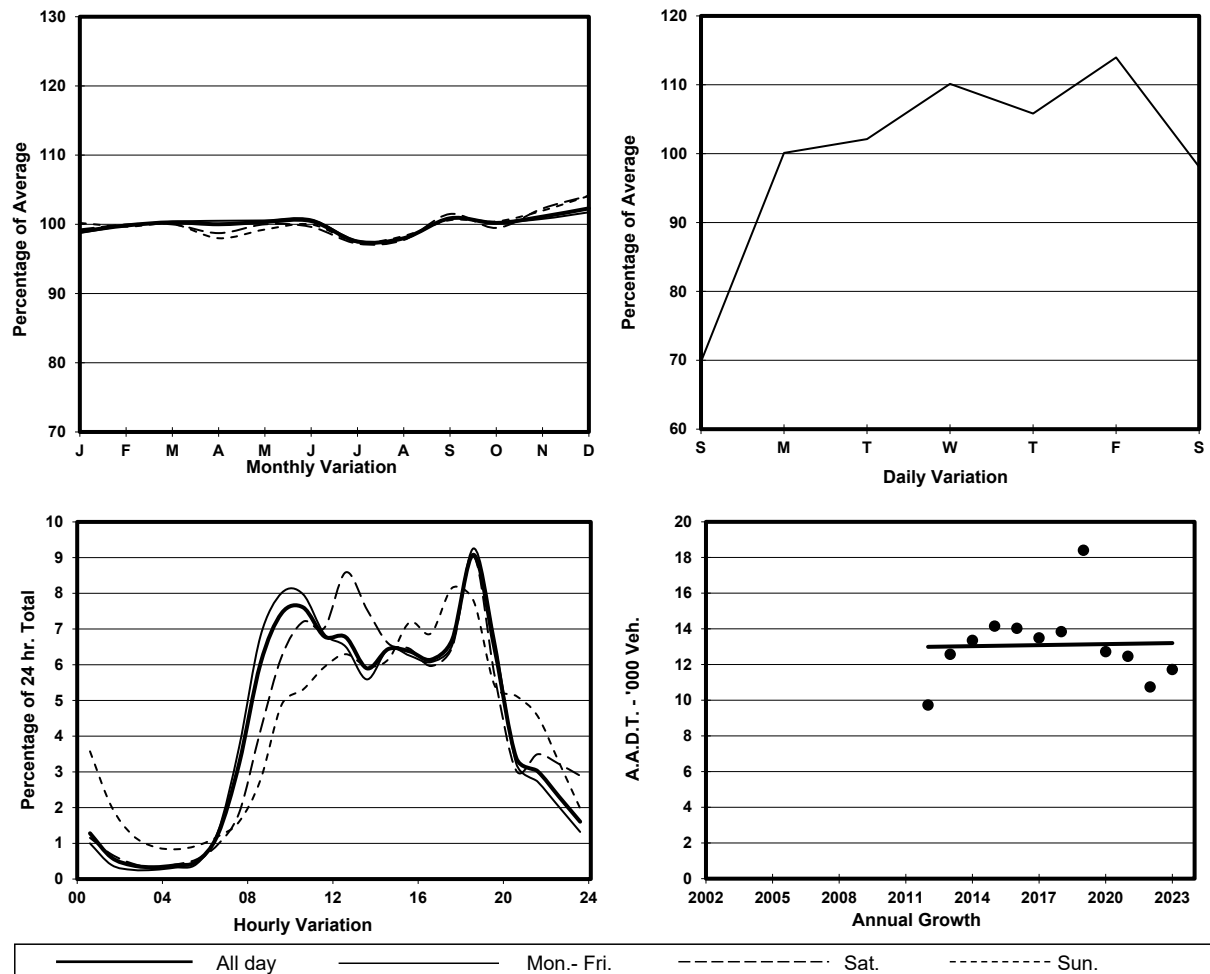 130
120
110
100
90
80
70
Percentage of Average
J F M A M J J A S O N D
Monthly Variation
120
110
100
90
80
70
60
Percentage of Average
S M T W T F S
Daily Variation
10
9
8
7
6
5
4
3
2
1
0
Percentage of 24 hr. Total
00 04 08 12 16 20 24
Hourly Variation
20
18
16
14
12
10
8
6
4
2
0
A.A.D.T. - '000 Veh.
2002 2005 2008 2011 2014 2017 2020 2023
Annual Growth
All day Mon.- Fri. Sat. Sun.